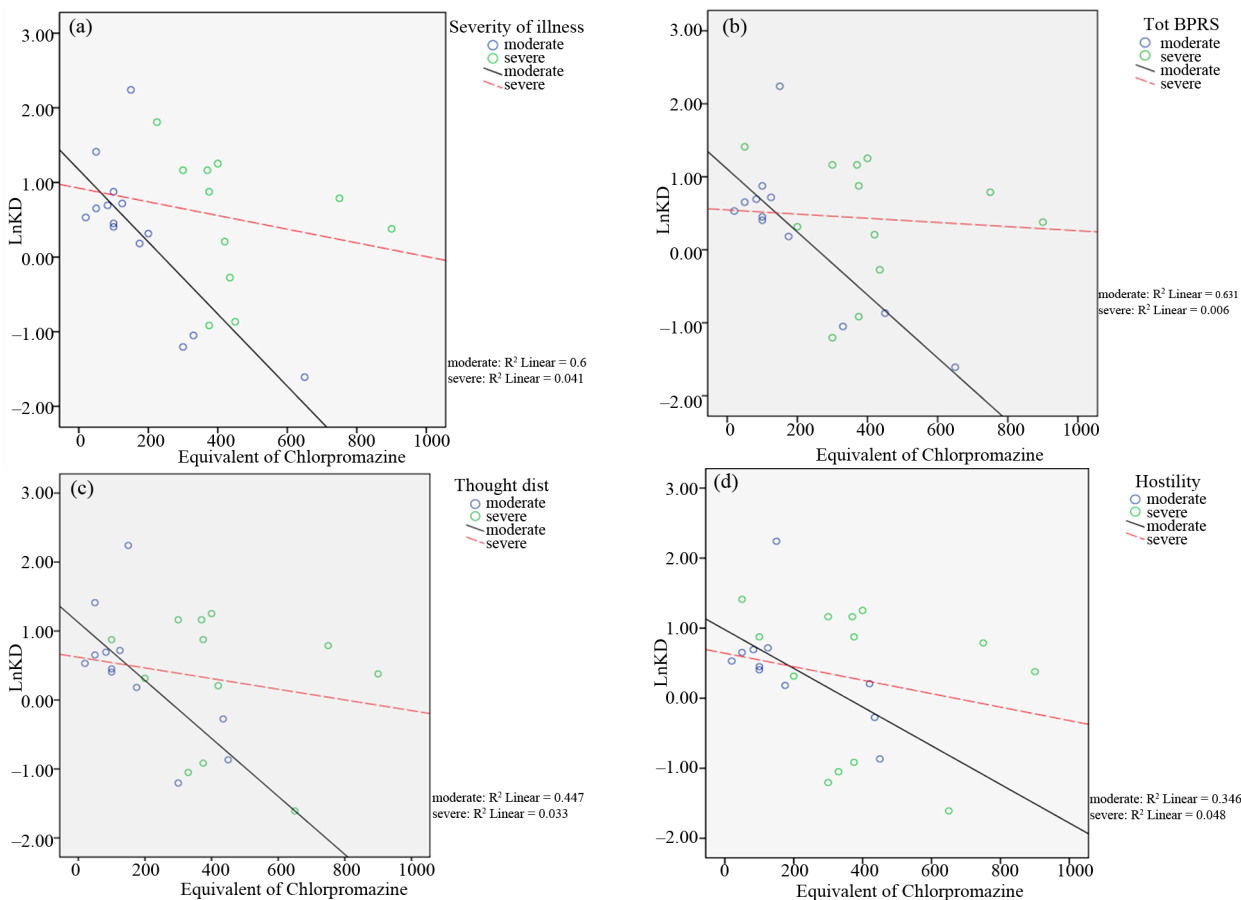 (a)
Severity of illness
moderate
severe
moderate
severe
3.00
2.00
1.00
0.00
−1.00
−2.00
LnKD
0 200 400 600 800 1000
Equivalent of Chlorpromazine
moderate: R² Linear = 0.6
severe: R² Linear = 0.041
(b)
Tot BPRS
moderate
severe
moderate
severe
3.00
2.00
1.00
0.00
−1.00
−2.00
LnKD
0 200 400 600 800 1000
Equivalent of Chlorpromazine
moderate: R² Linear = 0.631
severe: R² Linear = 0.006
(c)
Thought dist
moderate
severe
moderate
severe
3.00
2.00
1.00
0.00
−1.00
−2.00
LnKD
0 200 400 600 800 1000
Equivalent of Chlorpromazine
moderate: R² Linear = 0.447
severe: R² Linear = 0.033
(d)
Hostility
moderate
severe
moderate
severe
3.00
2.00
1.00
0.00
−1.00
−2.00
LnKD
0 200 400 600 800 1000
Equivalent of Chlorpromazine
moderate: R² Linear = 0.346
severe: R² Linear = 0.048